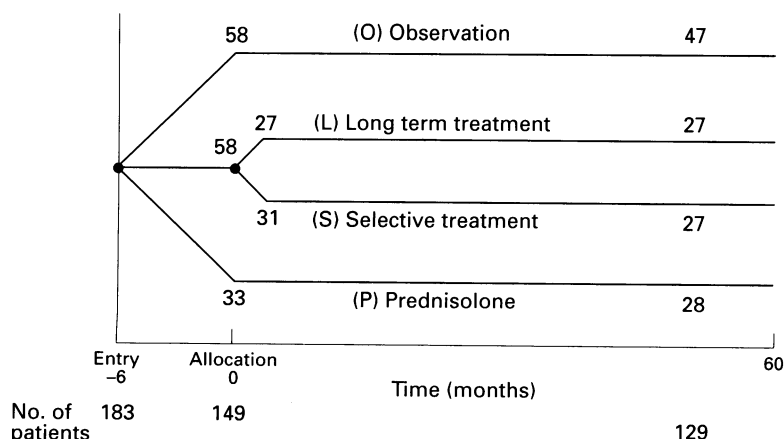 58 (O) Observation 47
27 (L) Long term treatment 27
58
31 (S) Selective treatment 27
33 (P) Prednisolone 28
Entry Allocation
–6 0 60
Time (months)
No. of 183 149
patients 129